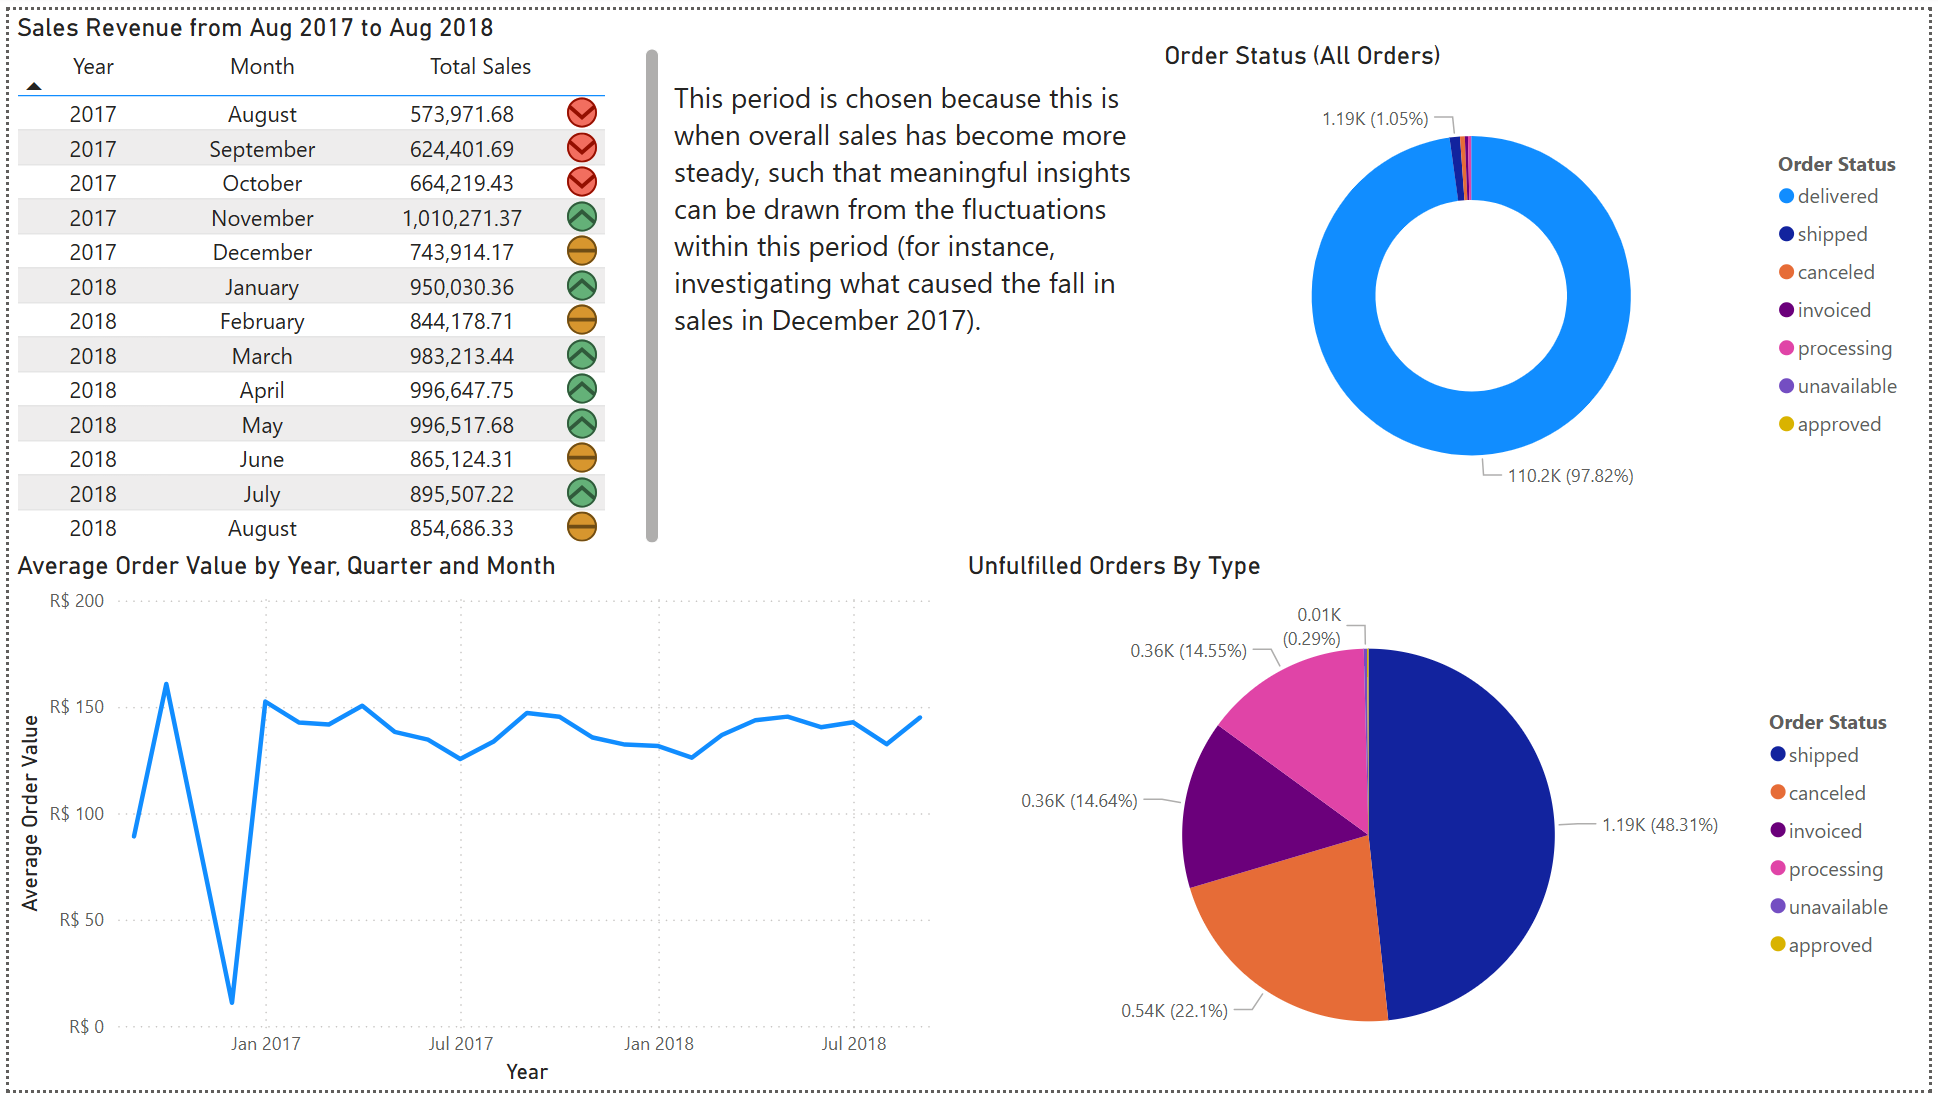 Sales Revenue from Aug 2017 to Aug 2018
Year Month Total Sales
2017 August 573,971.68
2017 September 624,401.69
2017 October 664,219.43
2017 November 1,010,271.37
2017 December 743,914.17
2018 January 950,030.36
2018 February 844,178.71
2018 March 983,213.44
2018 April 996,647.75
2018 May 996,517.68
2018 June 865,124.31
2018 July 895,507.22
2018 August 854,686.33
This period is chosen because this is
when overall sales has become more
steady, such that meaningful insights
can be drawn from the fluctuations
within this period (for instance,
investigating what caused the fall in
sales in December 2017).
Order Status (All Orders)
1.19K (1.05%)
110.2K (97.82%)
Order Status
delivered
shipped
canceled
invoiced
processing
unavailable
approved
Average Order Value by Year, Quarter and Month
Average Order Value
R$ 200
R$ 150
R$ 100
R$ 50
R$ 0
Jan 2017 Jul 2017 Jan 2018 Jul 2018
Year
Unfulfilled Orders By Type
0.01K
(0.29%)
0.36K (14.55%)
0.36K (14.64%)
1.19K (48.31%)
0.54K (22.1%)
Order Status
shipped
canceled
invoiced
processing
unavailable
approved